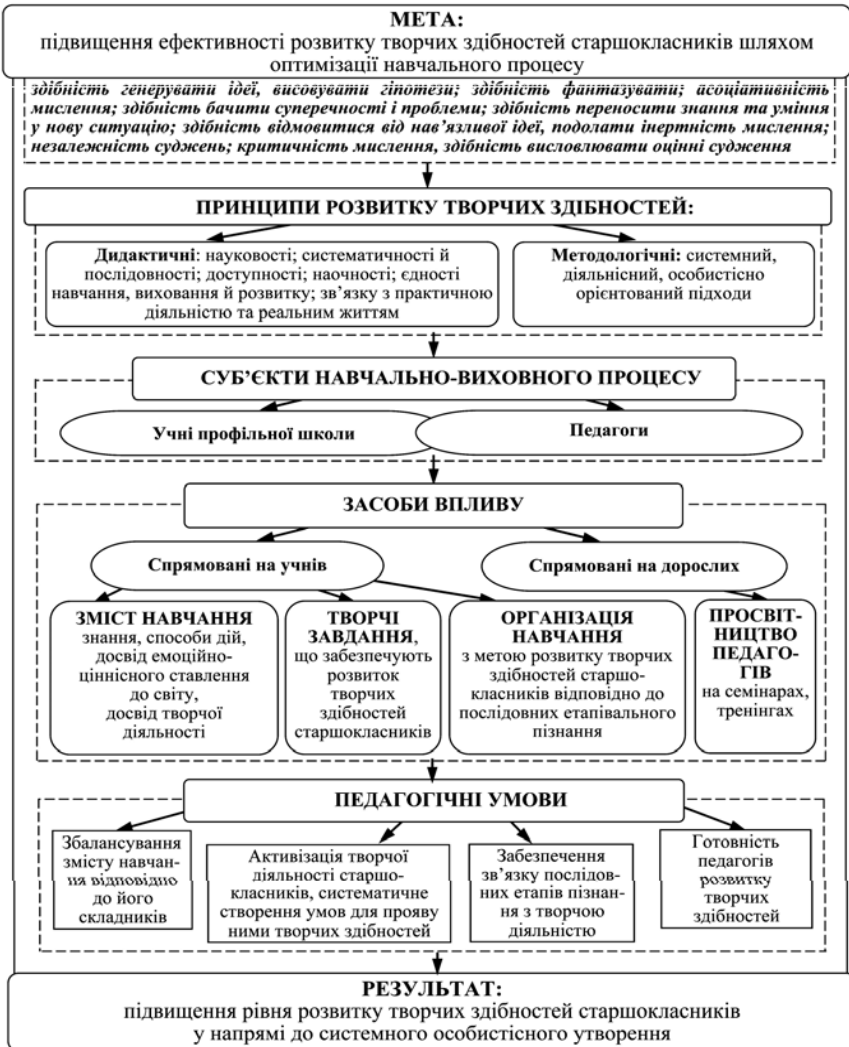 МЕТА:
підвищення ефективності розвитку творчих здібностей старшокласників шляхом
оптимізації навчального процесу
здібність генерувати ідеї, висовувати гіпотези; здібність фантазувати; асоціативність
мислення; здібність бачити суперечності і проблеми; здібність переносити знання та уміння
у нову ситуацію; здібність відмовитися від нав’язливої ідеї, подолати інертність мислення;
незалежність суджень; критичність мислення, здібність висловлювати оцінні судження
ПРИНЦИПИ РОЗВИТКУ ТВОРЧИХ ЗДІБНОСТЕЙ:
Дидактичні: науковості; систематичності й
послідовності; доступності; наочності; єдності
навчання, виховання й розвитку; зв’язку з практичною
діяльністю та реальним життям
Методологічні: системний,
діяльнісний, особистісно
орієнтований підходи
СУБ’ЄКТИ НАВЧАЛЬНО-ВИХОВНОГО ПРОЦЕСУ
Учні профільної школи
Педагоги
ЗАСОБИ ВПЛИВУ
Спрямовані на учнів
Спрямовані на дорослих
ЗМІСТ НАВЧАННЯ
знання, способи дій,
досвід емоційно-
ціннісного ставлення
до світу,
досвід творчої
діяльності
ТВОРЧІ
ЗАВДАННЯ,
що забезпечують
розвиток
творчих
здібностей
старшокласників
ОРГАНІЗАЦІЯ
НАВЧАННЯ
з метою розвитку творчих
здібностей старшо-
класників відповідно до
послідовних етапівального
пізнання
ПРОСВІТ-
НИЦТВО
ПЕДАГО-
ГІВ
на семінарах,
тренінгах
ПЕДАГОГІЧНІ УМОВИ
Збалансування
змісту навчан-
ня відповідно
до його
складників
Активізація творчої
діяльності старшо-
класників, систематичне
створення умов для прояву
ними творчих здібностей
Забезпечення
зв’язку послідов-
них етапів пізнан-
ня з творчою
діяльністю
Готовність
педагогів
розвитку
творчих
здібностей
РЕЗУЛЬТАТ:
підвищення рівня розвитку творчих здібностей старшокласників
у напрямі до системного особистісного утворення